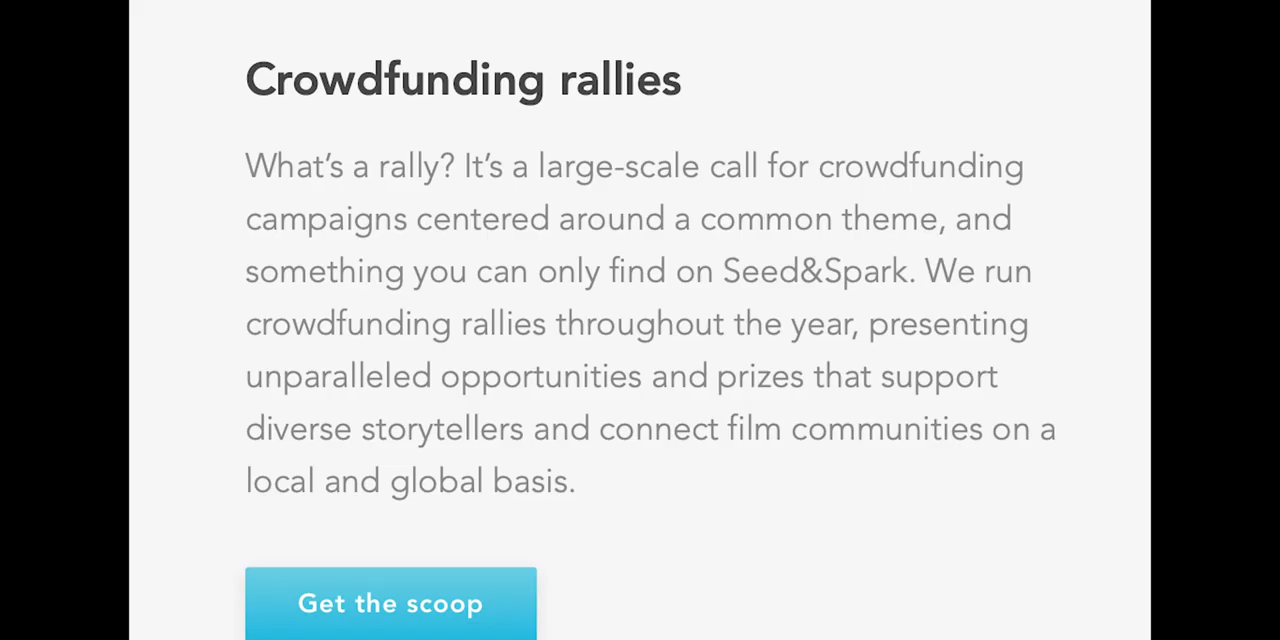 Crowdfunding rallies
What’s a rally? It’s a large-scale call for crowdfunding
campaigns centered around a common theme, and
something you can only find on Seed&Spark. We run
crowdfunding rallies throughout the year, presenting
unparalleled opportunities and prizes that support
diverse storytellers and connect film communities on a
local and global basis.
Get the scoop